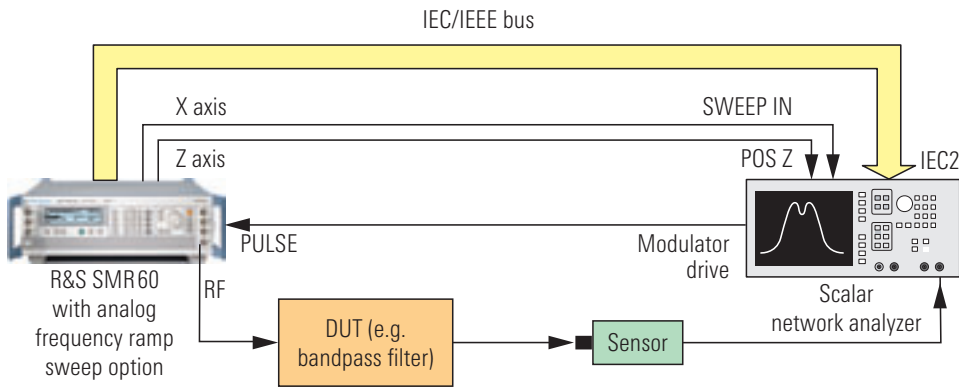 IEC/IEEE bus
X axis
SWEEP IN
Z axis
POS Z
IEC2
PULSE
Modulator
drive
R&S SMR60
with analog
frequency ramp
sweep option
RF
DUT (e.g.
bandpass filter)
Sensor
Scalar
network analyzer